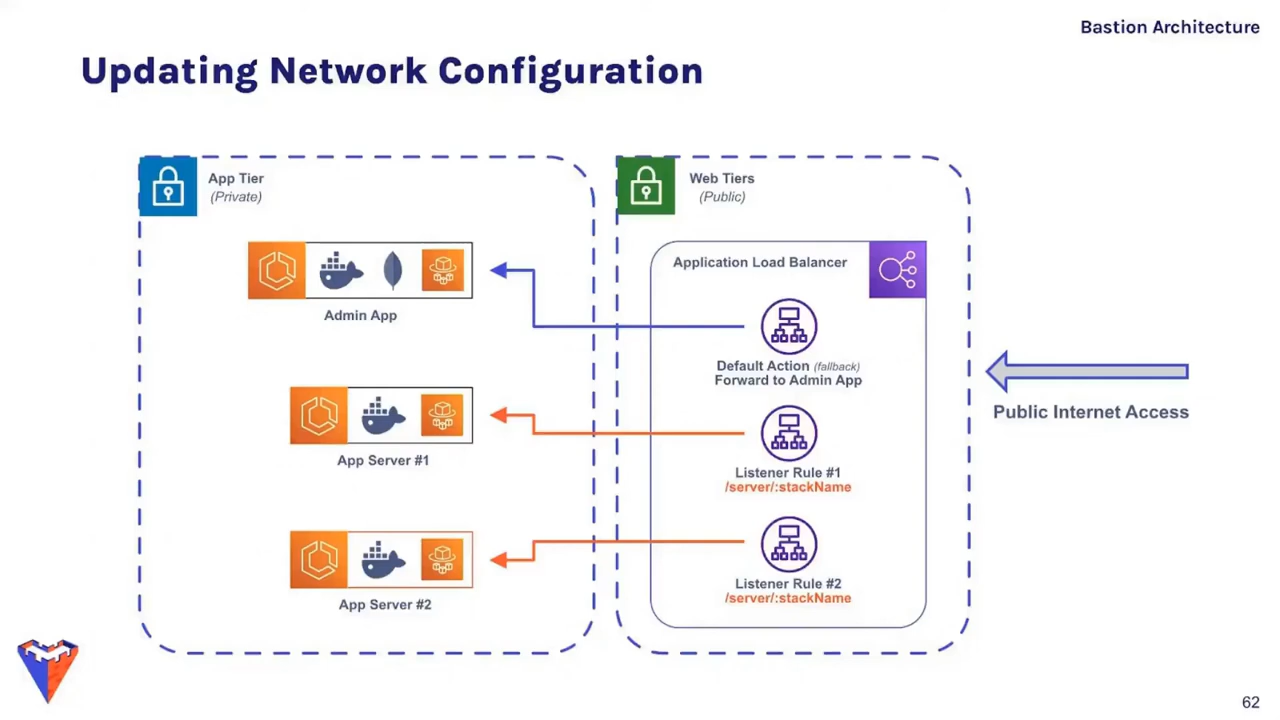 Bastion Architecture
Updating Network Configuration
App Tier
(Private)
Web Tiers
(Public)
Application Load Balancer
Admin App
Default Action (fallback)
Forward to Admin App
Public Internet Access
App Server #1
Listener Rule #1
/server/:stackName
App Server #2
Listener Rule #2
/server/:stackName
62